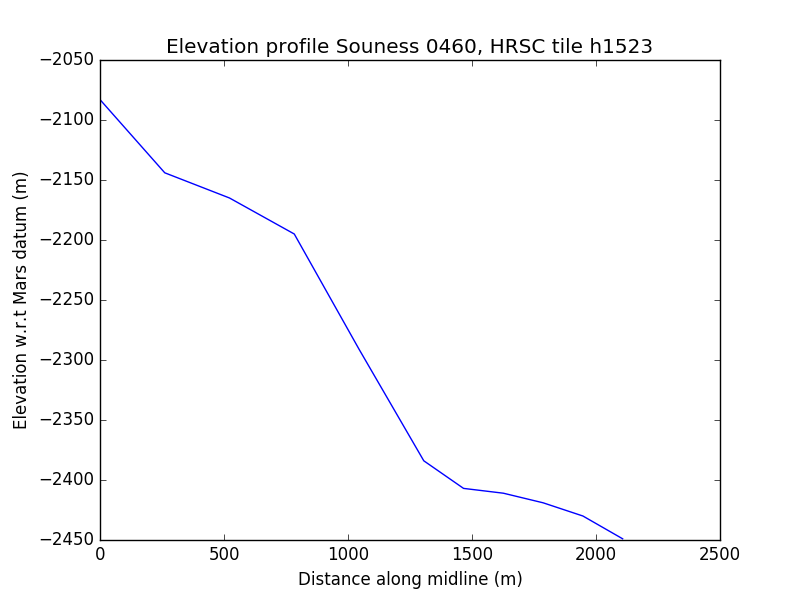 Elevation profile Souness 0460, HRSC tile h1523
−2050
−2100
−2150
−2200
−2250
−2300
−2350
−2400
−2450
Elevation w.r.t Mars datum (m)
0 500 1000 1500 2000 2500
Distance along midline (m)